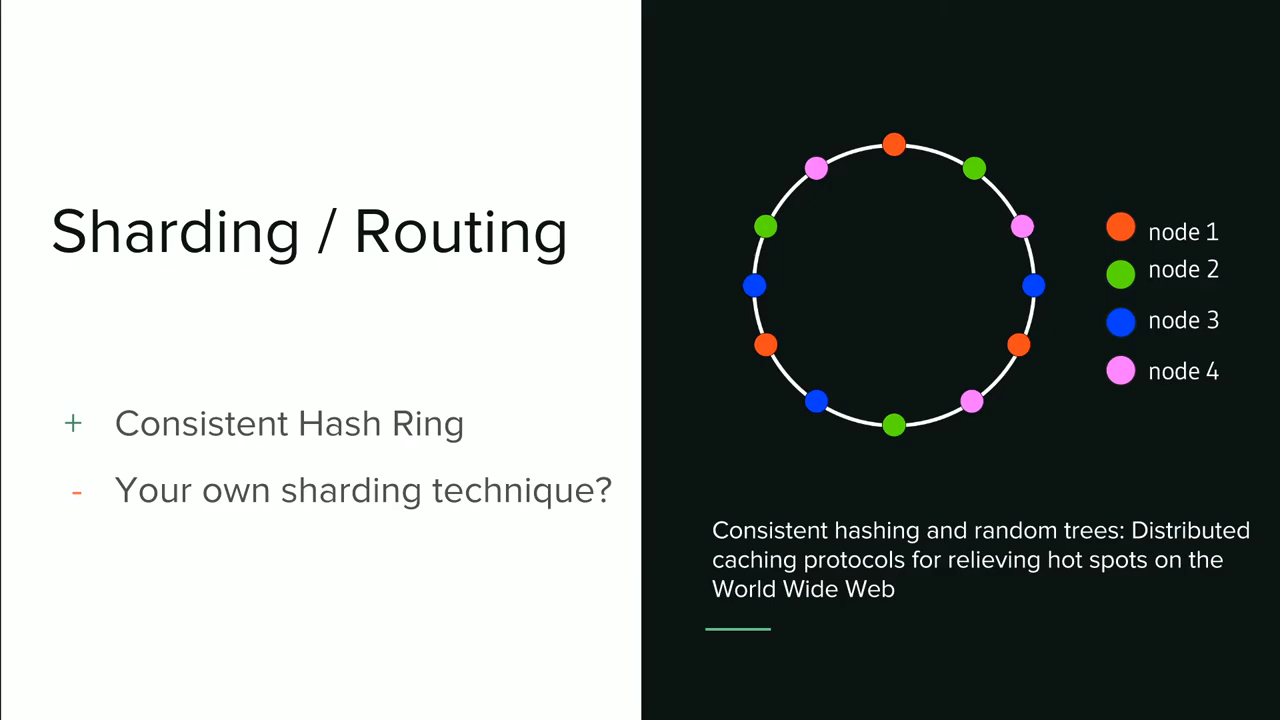 Sharding / Routing
+ Consistent Hash Ring
- Your own sharding technique?
node 1
node 2
node 3
node 4
Consistent hashing and random trees: Distributed
caching protocols for relieving hot spots on the
World Wide Web